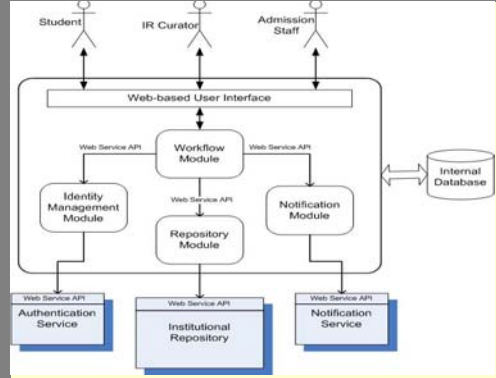 Student
IR Curator
Admission
Staff
Web-based User Interface
Web Service API
Workflow
Module
Web Service API
Identity
Management
Module
Web Service API
Notification
Module
Repository
Module
Internal
Database
Web Service API
Authentication
Service
Web Service API
Institutional
Repository
Web Service API
Notification
Service